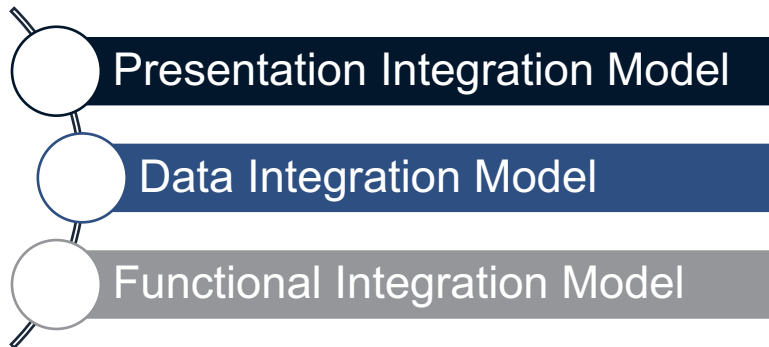 Presentation Integration Model
Data Integration Model
Functional Integration Model